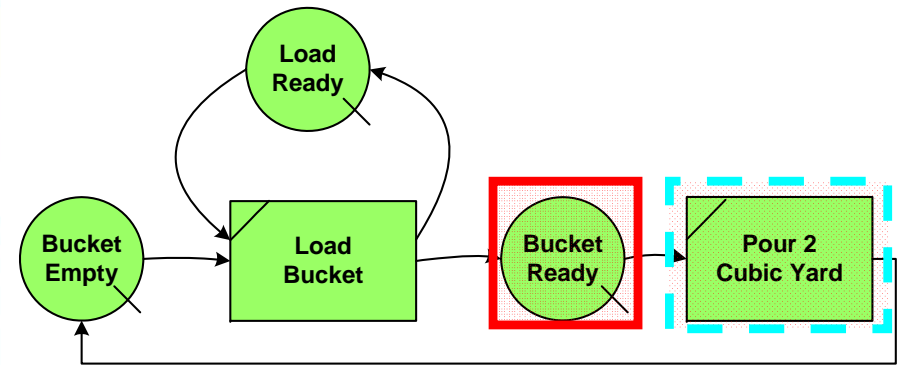 Load
Ready
Bucket
Empty
Load
Bucket
Bucket
Ready
Pour 2
Cubic Yard